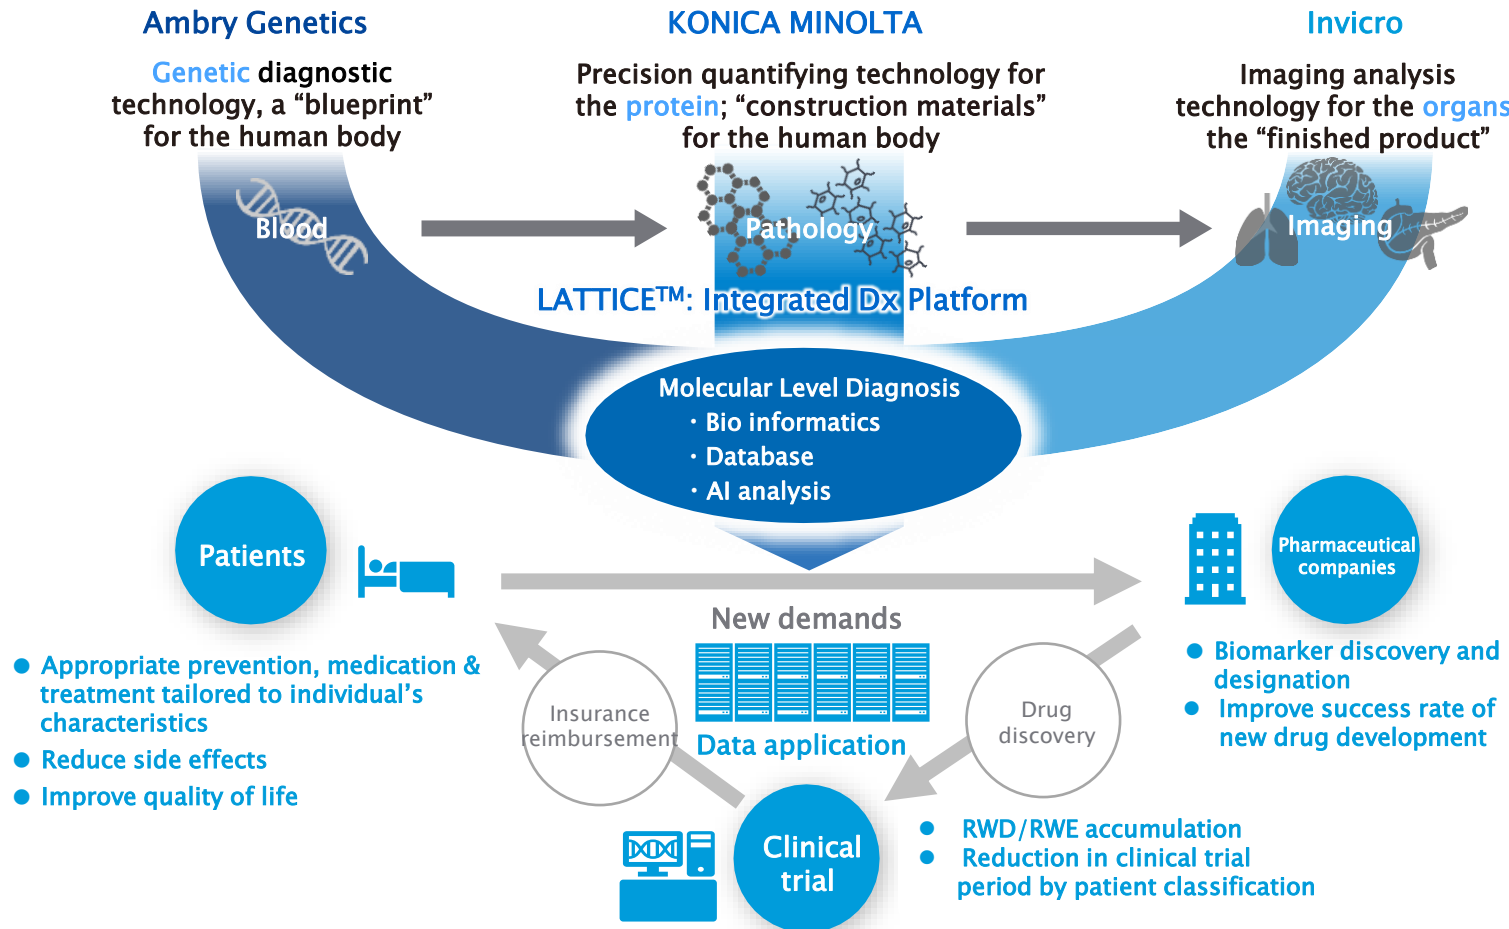 Ambry Genetics
Genetic diagnostic
technology, a “blueprint”
for the human body
KONICA MINOLTA
Precision quantifying technology for
the protein; “construction materials”
for the human body
Invicro
Imaging analysis
technology for the organs
the “finished product”
Blood
Pathology
Imaging
LATTICE™: Integrated Dx Platform
Molecular Level Diagnosis
・Bio informatics
・Database
・AI analysis
Patients
Pharmaceutical
companies
New demands
● Appropriate prevention, medication &
treatment tailored to individual’s
characteristics
● Reduce side effects
● Improve quality of life
Insurance
reimbursement
Data application
Drug
discovery
● Biomarker discovery and
designation
● Improve success rate of
new drug development
Clinical
trial
● RWD/RWE accumulation
● Reduction in clinical trial
period by patient classification